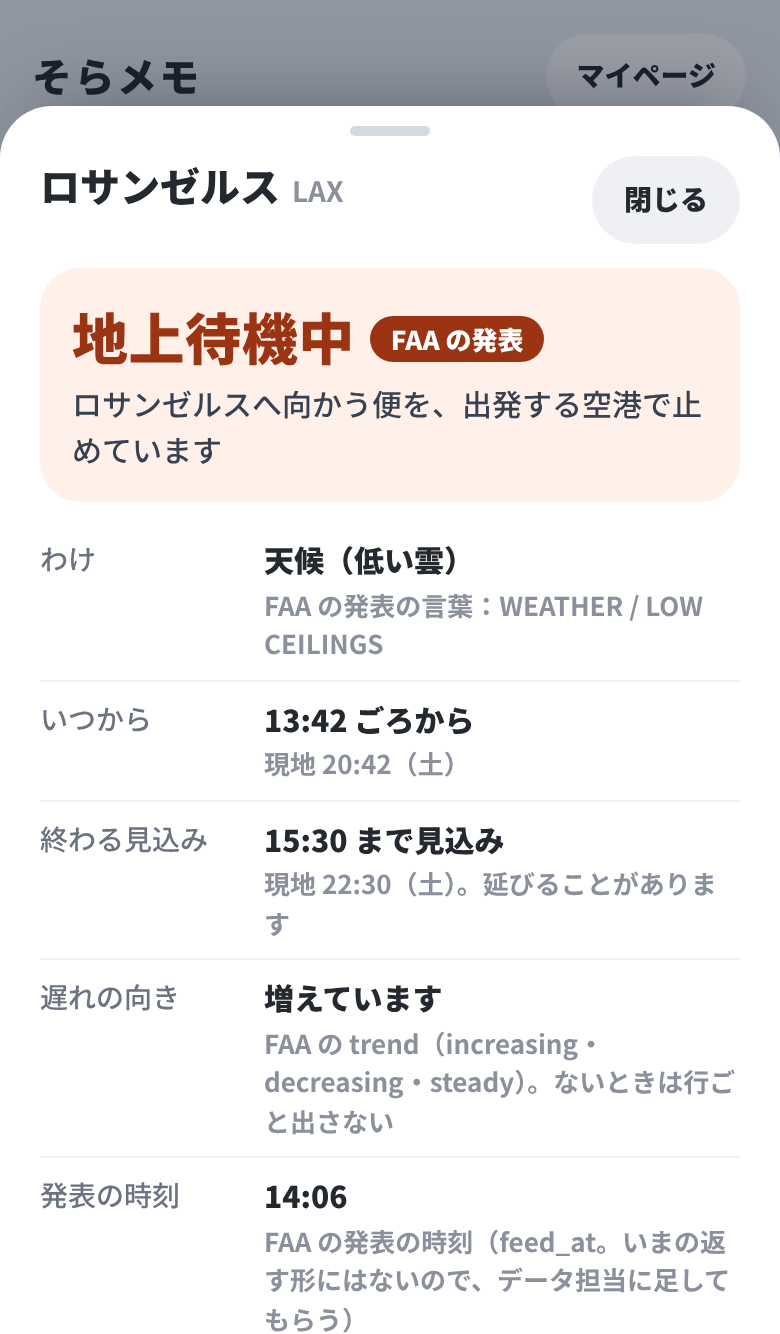 そらメモ
マイページ
ロサンゼルス LAX
閉じる
地上待機中 FAA の発表
ロサンゼルスへ向かう便を、出発する空港で止
めています
わけ
天候（低い雲）
FAA の発表の言葉：WEATHER / LOW
CEILINGS
いつから
13:42 ごろから
現地 20:42（土）
終わる見込み
15:30 まで見込み
現地 22:30（土）。延びることがありま
す
遅れの向き
増えています
FAA の trend（increasing・
decreasing・steady）。ないときは行ご
と出さない
発表の時刻
14:06
FAA の発表の時刻（feed_at。いまの返
す形にはないので、データ担当に足して
もらう）